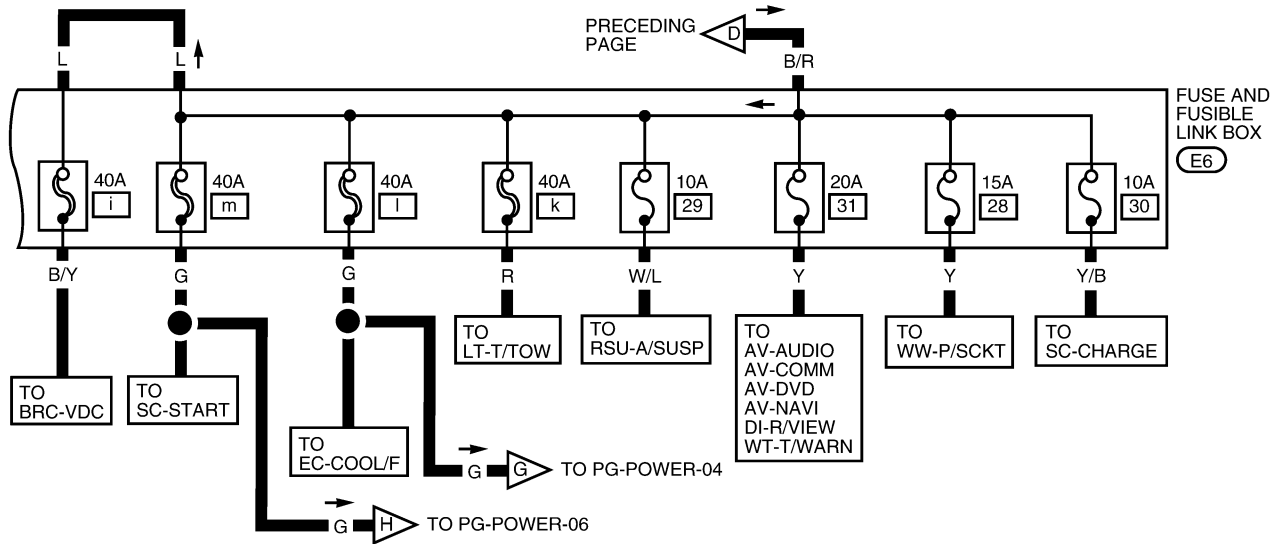 PRECEDING
PAGE
D
B/R
L
L
FUSE AND
FUSIBLE
LINK BOX
E6
40A
i
40A
m
40A
l
40A
k
10A
29
20A
31
15A
28
10A
30
B/Y
G
G
R
W/L
Y
Y
Y/B
TO
BRC-VDC
TO
SC-START
TO
EC-COOL/F
TO
LT-T/TOW
TO
RSU-A/SUSP
TO
AV-AUDIO
AV-COMM
AV-DVD
AV-NAVI
DI-R/VIEW
WT-T/WARN
TO
WW-P/SCKT
TO
SC-CHARGE
G
G
TO PG-POWER-04
G
H
TO PG-POWER-06